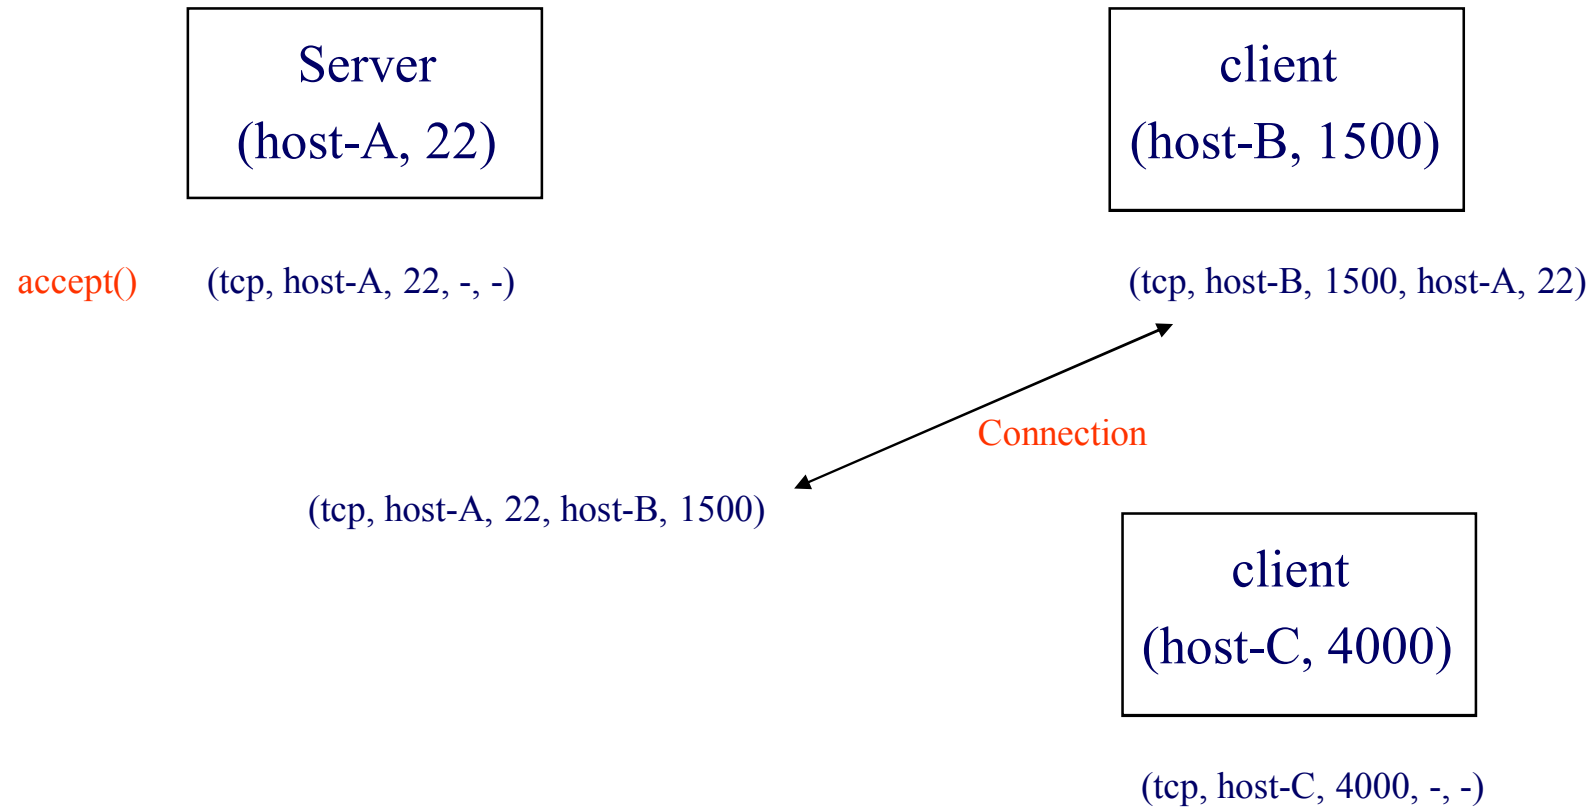 Server
(host-A, 22)
client
(host-B, 1500)
accept()
(tcp, host-A, 22, -, -)
(tcp, host-B, 1500, host-A, 22)
Connection
(tcp, host-A, 22, host-B, 1500)
client
(host-C, 4000)
(tcp, host-C, 4000, -, -)